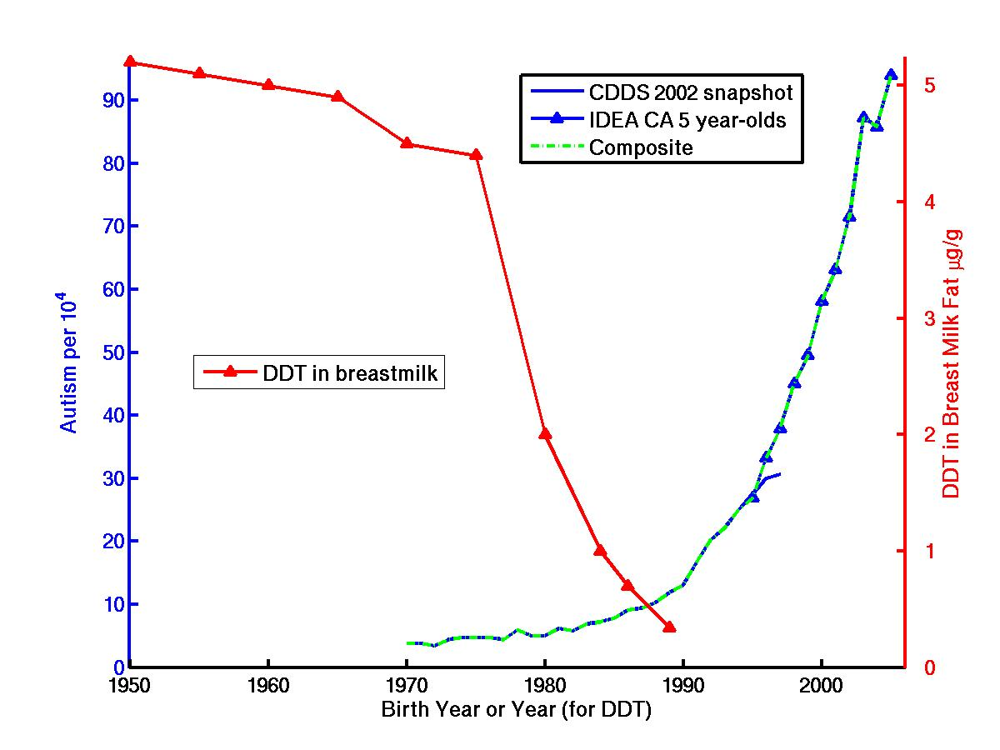 CDDS 2002 snapshot
IDEA CA 5 year-olds
Composite
DDT in breastmilk
Autism per 10⁴
90
80
70
60
50
40
30
20
10
0
DDT in Breast Milk Fat μg/g
5
4
3
2
1
0
1950 1960 1970 1980 1990 2000
Birth Year or Year (for DDT)